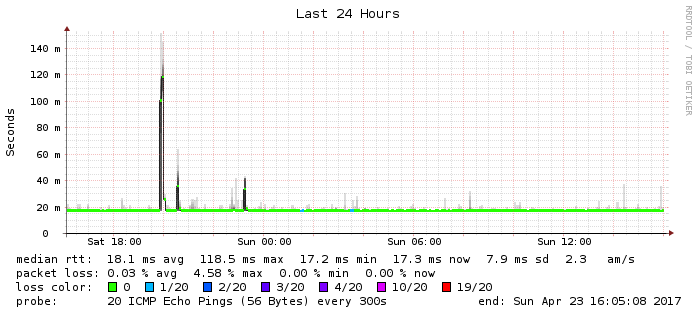 Last 24 Hours
RRDTOOL / TOBI OETIKER
Seconds
140 m
120 m
100 m
80 m
60 m
40 m
20 m
0
Sat 18:00 Sun 00:00 Sun 06:00 Sun 12:00
median rtt: 18.1 ms avg 118.5 ms max 17.2 ms min 17.3 ms now 7.9 ms sd 2.3 am/s
packet loss: 0.03 % avg 4.58 % max 0.00 % min 0.00 % now
loss color: 0 1/20 2/20 3/20 4/20 10/20 19/20
probe: 20 ICMP Echo Pings (56 Bytes) every 300s end: Sun Apr 23 16:05:08 2017